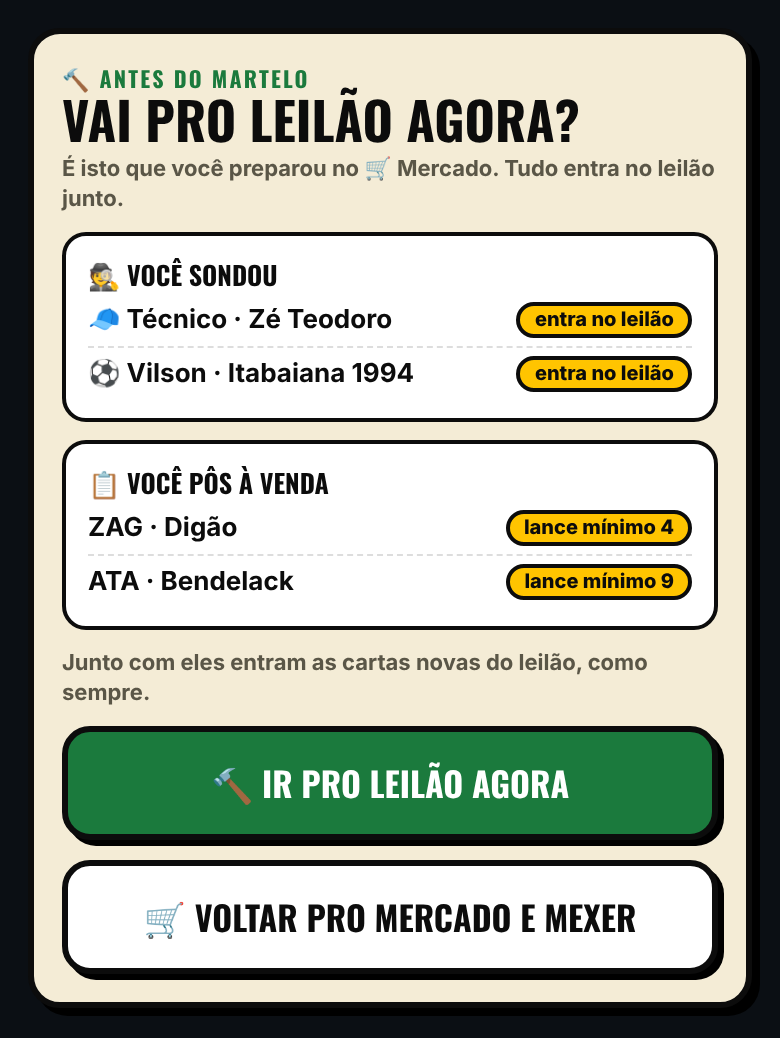 🔨 ANTES DO MARTELO
VAI PRO LEILÃO AGORA?
É isto que você preparou no 🛒 Mercado. Tudo entra no leilão
junto.
🕵️ VOCÊ SONDOU
🧢 Técnico · Zé Teodoro entra no leilão
⚽ Vilson · Itabaiana 1994 entra no leilão
📋 VOCÊ PÔS À VENDA
ZAG · Digão lance mínimo 4
ATA · Bendelack lance mínimo 9
Junto com eles entram as cartas novas do leilão, como
sempre.
🔨 IR PRO LEILÃO AGORA
🛒 VOLTAR PRO MERCADO E MEXER